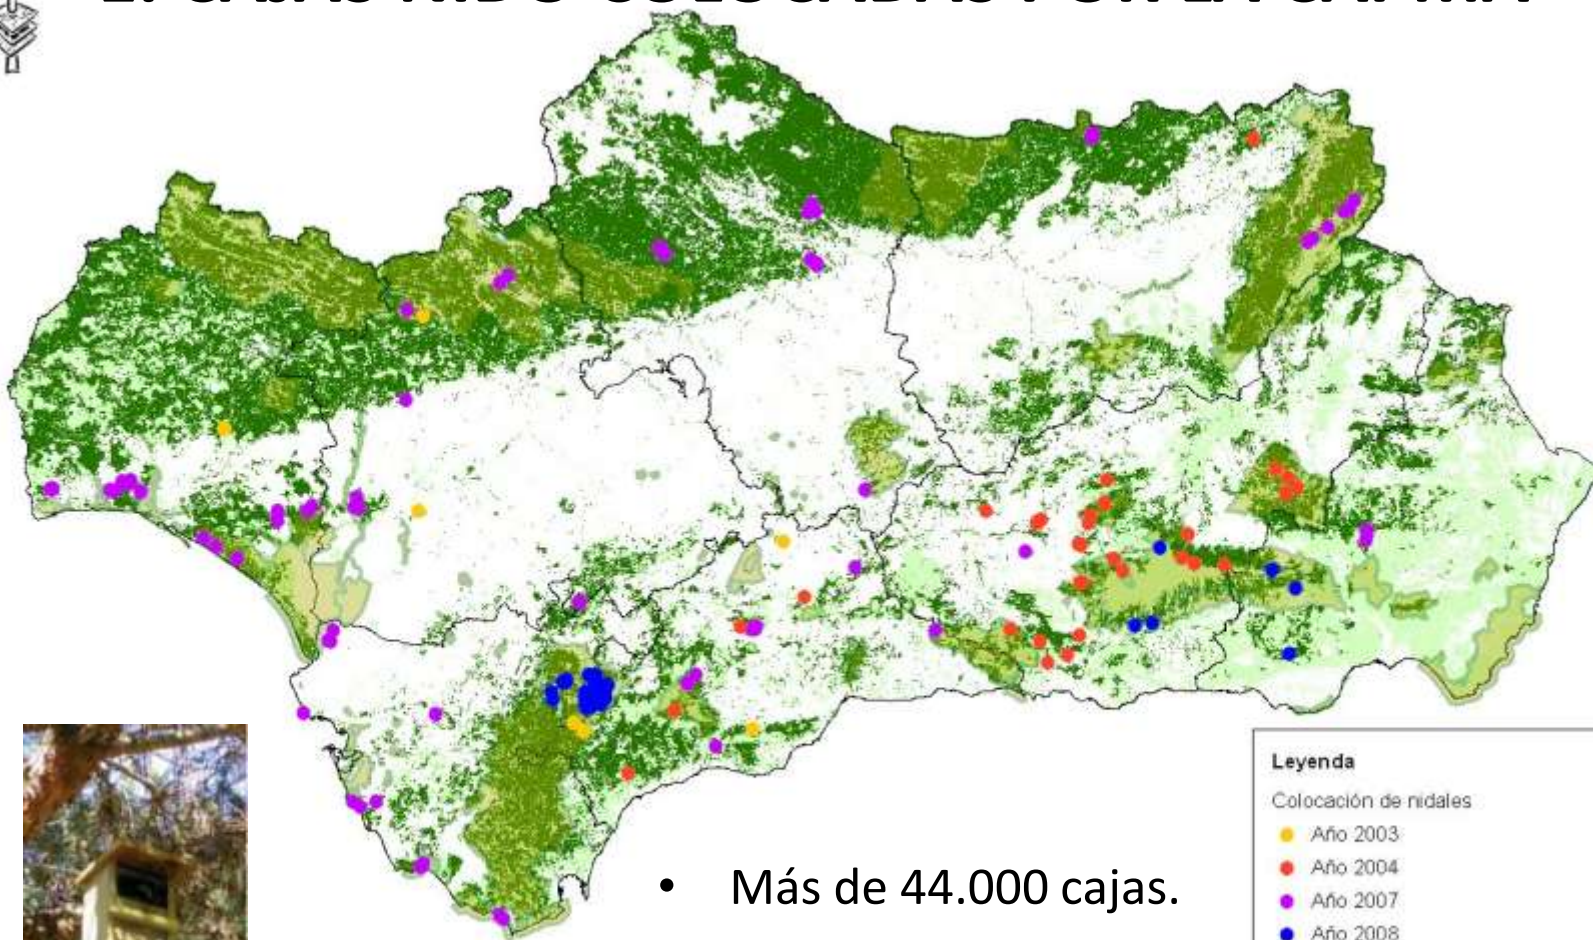 Más de 44.000 cajas.
Leyenda
Colocación de nidales
Año 2003
Año 2004
Año 2007
Año 2008